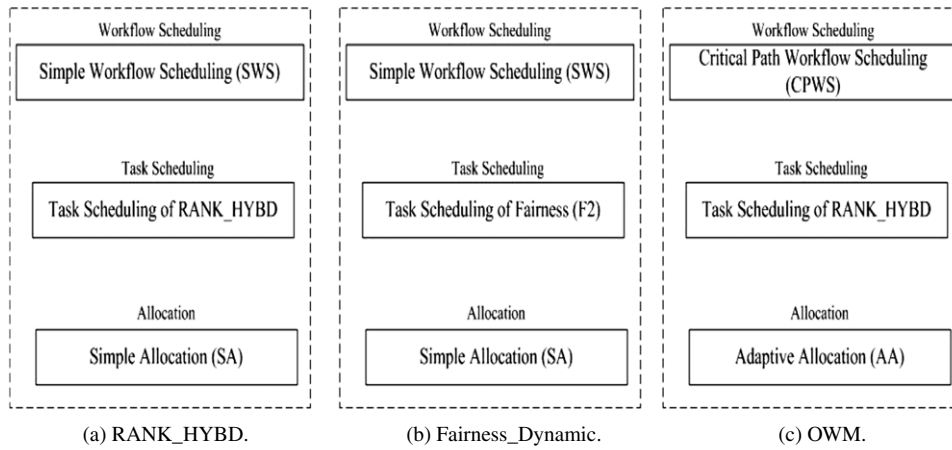 Workflow Scheduling
Simple Workflow Scheduling (SWS)
Task Scheduling
Task Scheduling of RANK_HYBD
Allocation
Simple Allocation (SA)
(a) RANK_HYBD.
Workflow Scheduling
Simple Workflow Scheduling (SWS)
Task Scheduling
Task Scheduling of Fairness (F2)
Allocation
Simple Allocation (SA)
(b) Fairness_Dynamic.
Workflow Scheduling
Critical Path Workflow Scheduling
(CPWS)
Task Scheduling
Task Scheduling of RANK_HYBD
Allocation
Adaptive Allocation (AA)
(c) OWM.